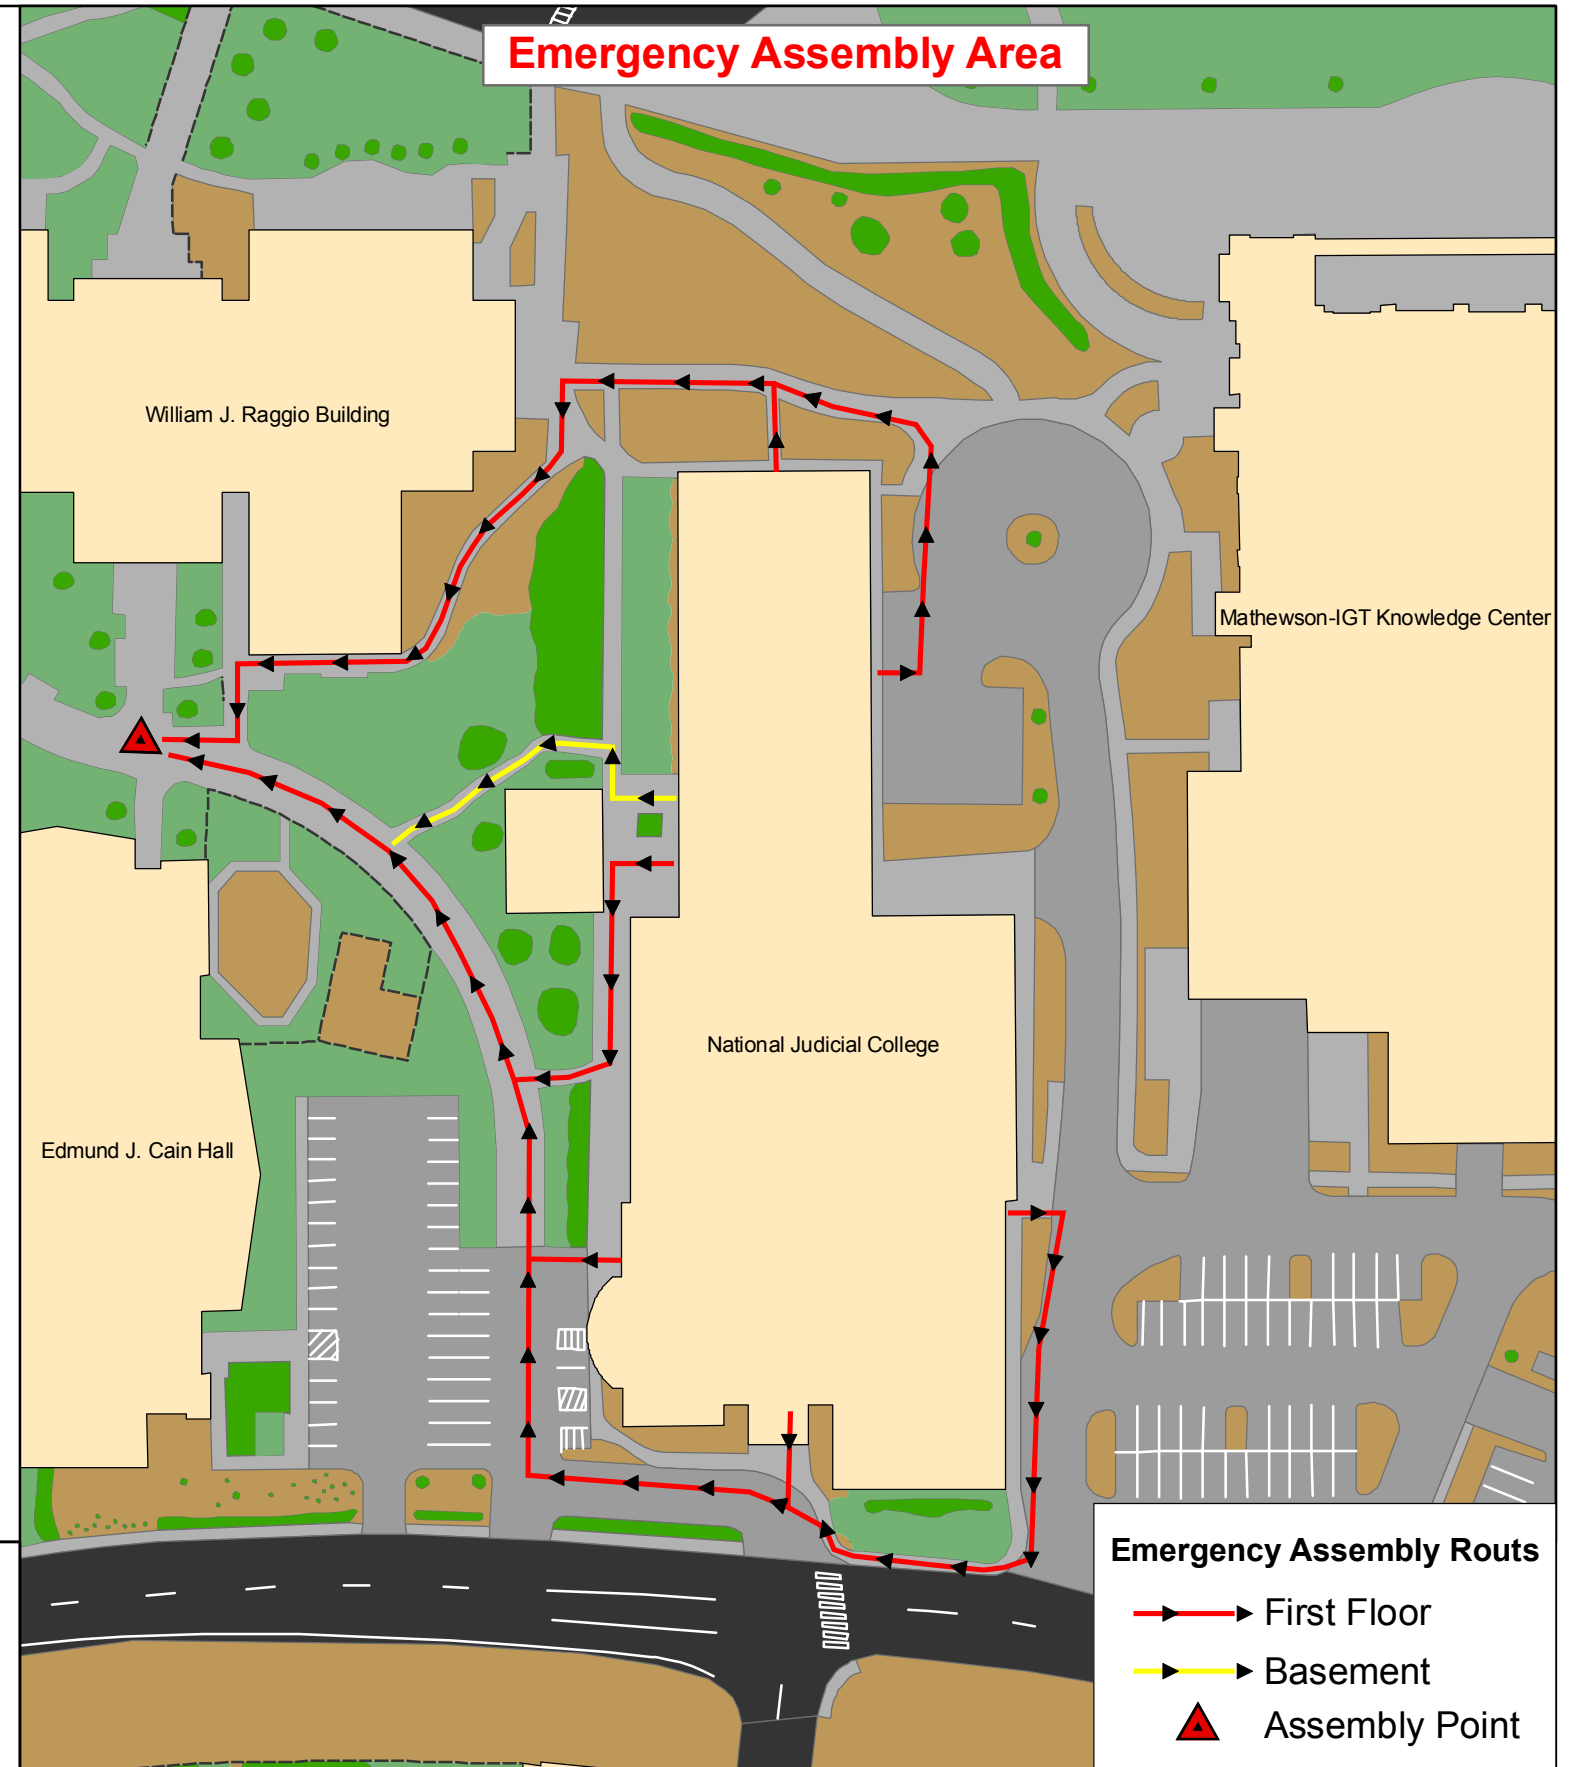 Emergency Assembly Area
William J. Raggio Building
Mathewson-IGT Knowledge Center
National Judicial College
Edmund J. Cain Hall
Emergency Assembly Routs
First Floor
Basement
Assembly Point